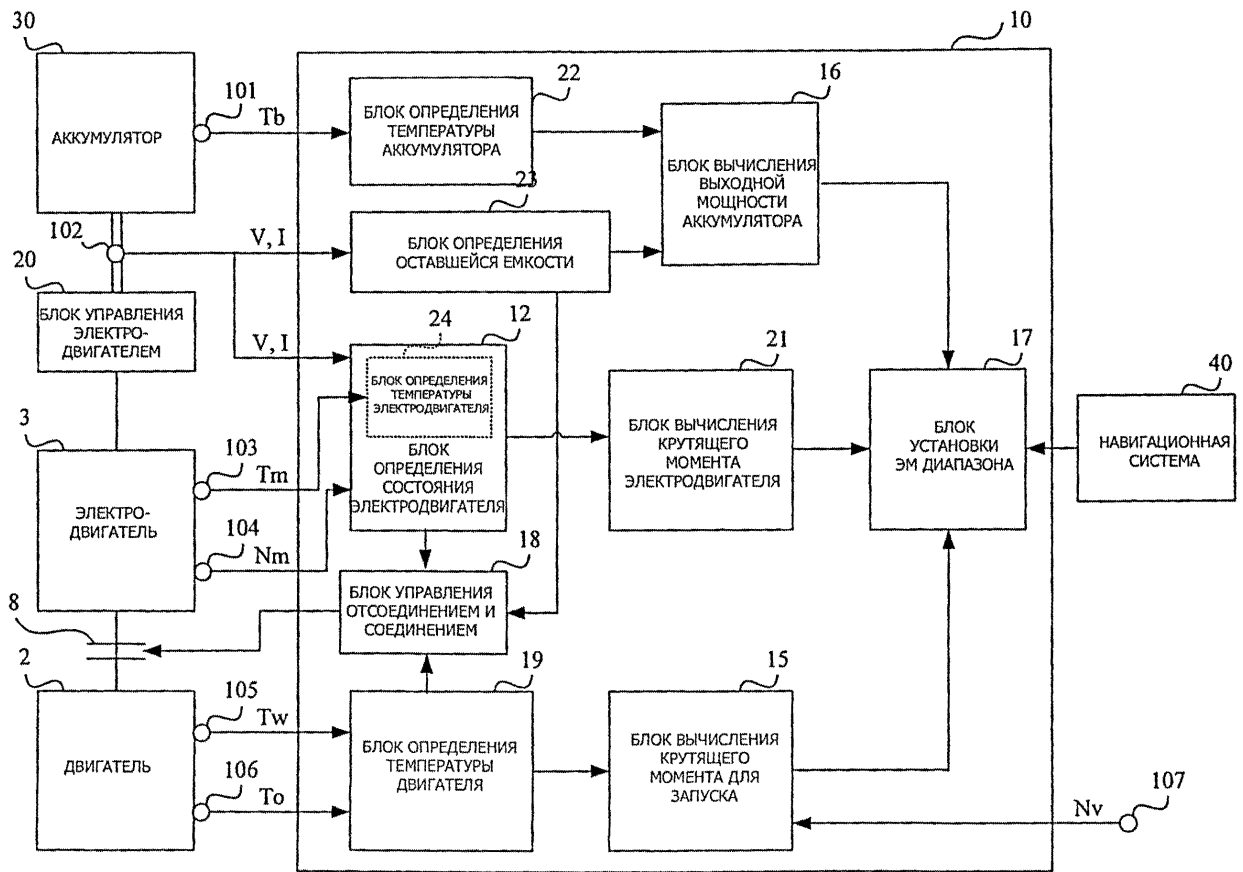 30
10
АККУМУЛЯТОР
101
Tb
22
БЛОК ОПРЕДЕЛЕНИЯ
ТЕМПЕРАТУРЫ
АККУМУЛЯТОРА
16
БЛОК ВЫЧИСЛЕНИЯ
ВЫХОДНОЙ
МОЩНОСТИ
АККУМУЛЯТОРА
23
102
V, I
БЛОК ОПРЕДЕЛЕНИЯ
ОСТАВШЕЙСЯ ЕМКОСТИ
20
БЛОК УПРАВЛЕНИЯ
ЭЛЕКТРО-
ДВИГАТЕЛЕМ
V, I
24
12
БЛОК ОПРЕДЕЛЕНИЯ
ТЕМПЕРАТУРЫ
ЭЛЕКТРОДВИГАТЕЛЯ
БЛОК
ОПРЕДЕЛЕНИЯ
СОСТОЯНИЯ
ЭЛЕКТРОДВИГАТЕЛЯ
21
БЛОК ВЫЧИСЛЕНИЯ
КРУТЯЩЕГО
МОМЕНТА
ЭЛЕКТРОДВИГАТЕЛЯ
17
БЛОК
УСТАНОВКИ
ЭМ ДИАПАЗОНА
40
НАВИГАЦИОННАЯ
СИСТЕМА
3
ЭЛЕКТРО-
ДВИГАТЕЛЬ
103
Tm
104
Nm
18
БЛОК УПРАВЛЕНИЯ
ОТСОЕДИНЕНИЕМ И
СОЕДИНЕНИЕМ
8
2
ДВИГАТЕЛЬ
105
Tw
106
To
19
БЛОК ОПРЕДЕЛЕНИЯ
ТЕМПЕРАТУРЫ
ДВИГАТЕЛЯ
15
БЛОК ВЫЧИСЛЕНИЯ
КРУТЯЩЕГО
МОМЕНТА ДЛЯ
ЗАПУСКА
Nv
107